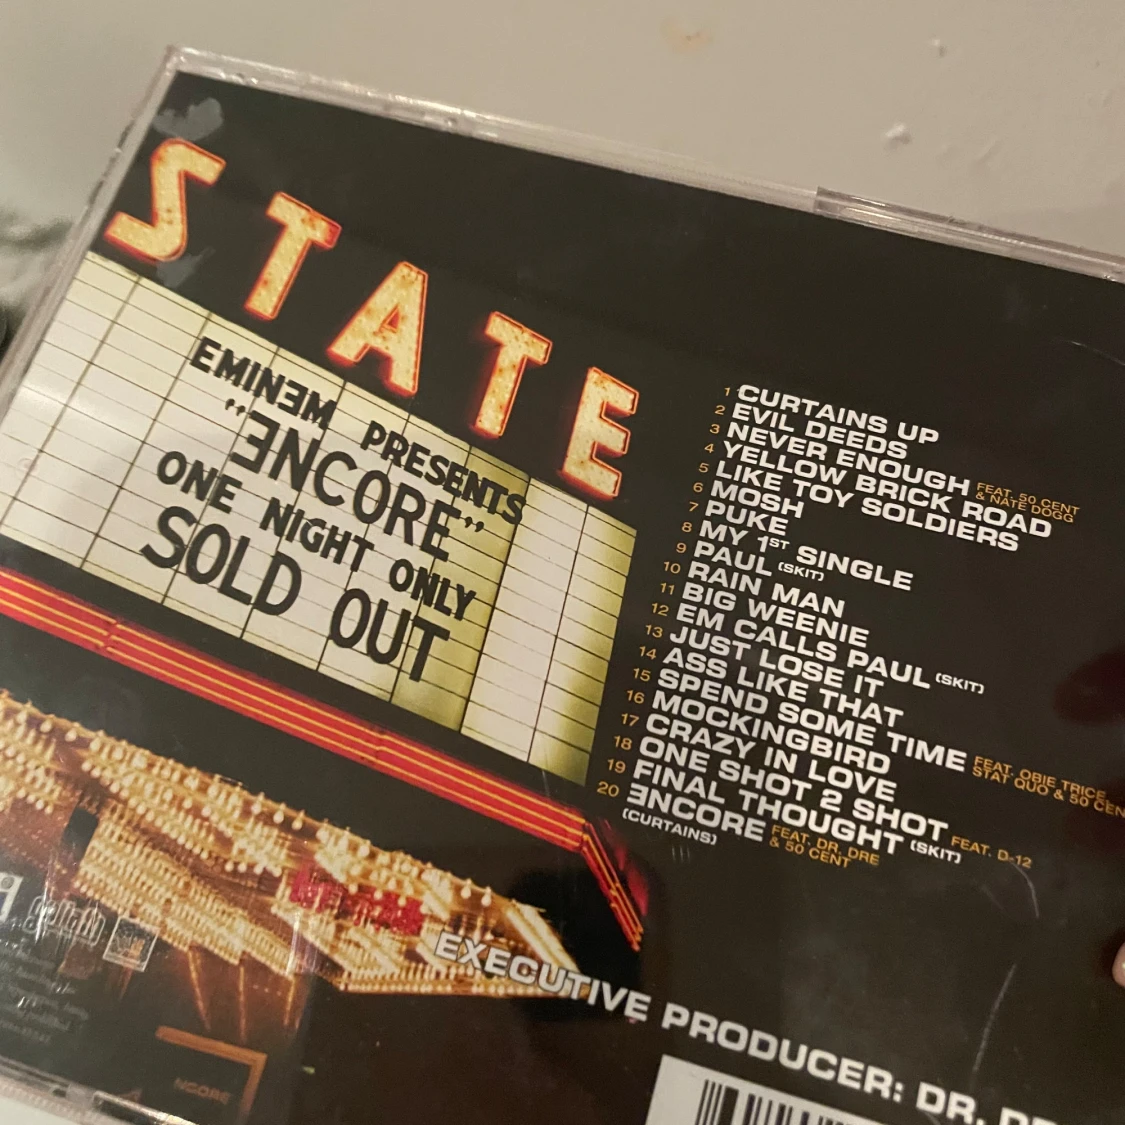 STATE
EMINƎM PRESENTS
"ƎNCORE"
ONE NIGHT ONLY
SOLD OUT
1 CURTAINS UP
2 EVIL DEEDS
3 NEVER ENOUGH FEAT. 50 CENT & NATE DOGG
4 YELLOW BRICK ROAD
5 LIKE TOY SOLDIERS
6 MOSH
7 PUKE
8 MY 1ST SINGLE
9 PAUL (SKIT)
10 RAIN MAN
11 BIG WEENIE
12 EM CALLS PAUL (SKIT)
13 JUST LOSE IT
14 ASS LIKE THAT
15 SPEND SOME TIME FEAT. OBIE TRICE, STAT QUO & 50 CEN
16 MOCKINGBIRD
17 CRAZY IN LOVE
18 ONE SHOT 2 SHOT FEAT. D-12
19 FINAL THOUGHT (SKIT)
20 ƎNCORE FEAT. DR. DRE & 50 CENT
(CURTAINS)
EXECUTIVE PRODUCER: DR. DR
NCORE